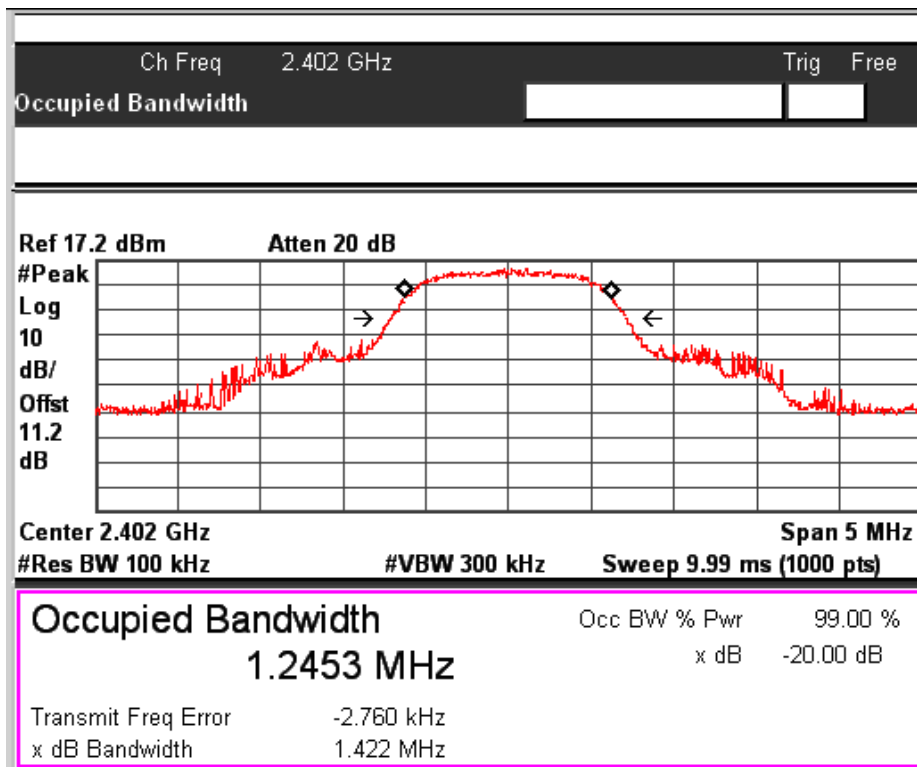 Ch Freq 2.402 GHz Trig Free
Occupied Bandwidth
Ref 17.2 dBm Atten 20 dB
#Peak
Log
10
dB/
Offst
11.2
dB
Center 2.402 GHz Span 5 MHz
#Res BW 100 kHz #VBW 300 kHz Sweep 9.99 ms (1000 pts)
Occupied Bandwidth Occ BW % Pwr 99.00 %
1.2453 MHz x dB -20.00 dB
Transmit Freq Error -2.760 kHz
x dB Bandwidth 1.422 MHz